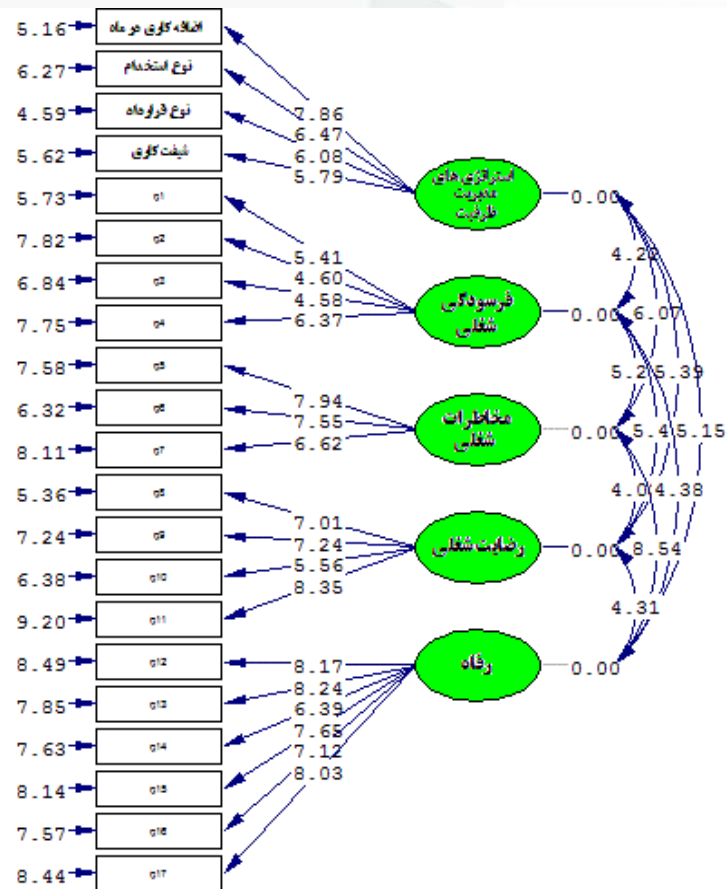 5.16 اضافه کاری در ماه
6.27 نوع استخدام
4.59 نوع قرارداد
5.62 شیفت کاری
5.73 q1
7.82 q2
6.84 q3
7.75 q4
7.58 q5
6.32 q6
8.11 q7
5.36 q8
7.24 q9
6.38 q10
9.20 q11
8.49 q12
7.85 q13
7.63 q14
8.14 q15
7.57 q16
8.44 q17
7.86
6.47
6.08
5.79
5.41
4.60
4.58
6.37
7.94
7.55
6.62
7.01
7.24
5.56
8.35
8.17
8.24
6.39
7.65
7.12
8.03
استراتژی های
مدیریت
ظرفیت
فرسودگی
شغلی
مخاطرات
شغلی
رضایت شغلی
رفاه
0.00
0.00
0.00
0.00
0.00
4.22
6.07
5.2
5.39
5.4
5.15
4.0
4.38
8.54
4.31